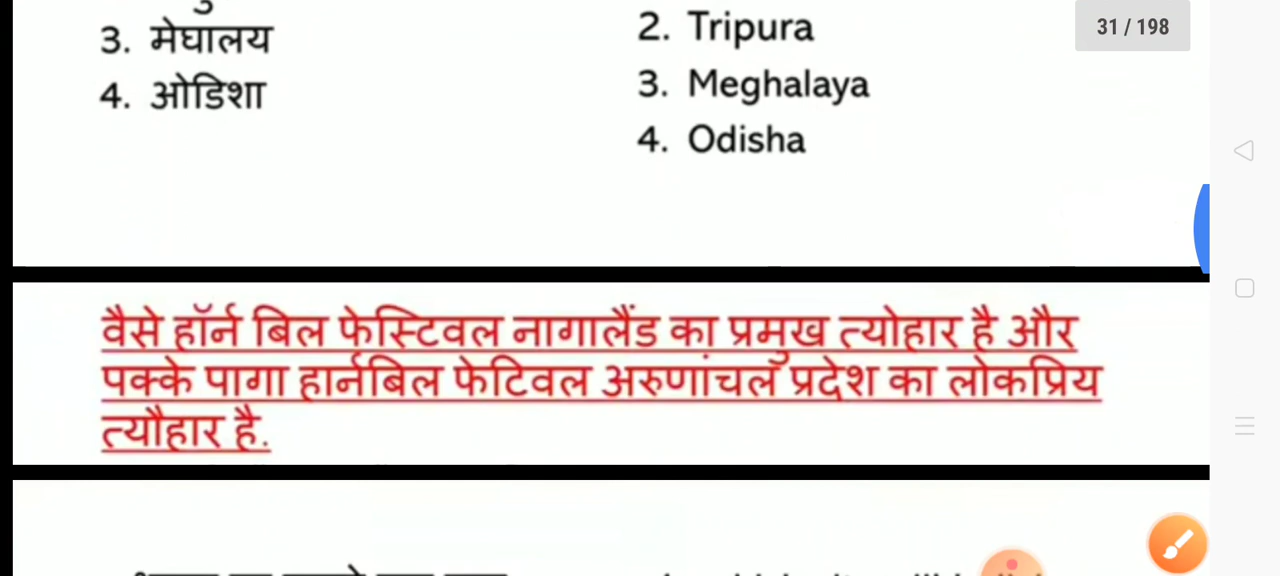 3. मेघालय
4. ओडिशा
2. Tripura
3. Meghalaya
4. Odisha
31 / 198
वैसे हॉर्न बिल फेस्टिवल नागालैंड का प्रमुख त्योहार है और
पक्के पागा हार्नबिल फेटिवल अरुणांचल प्रदेश का लोकप्रिय
त्यौहार है.